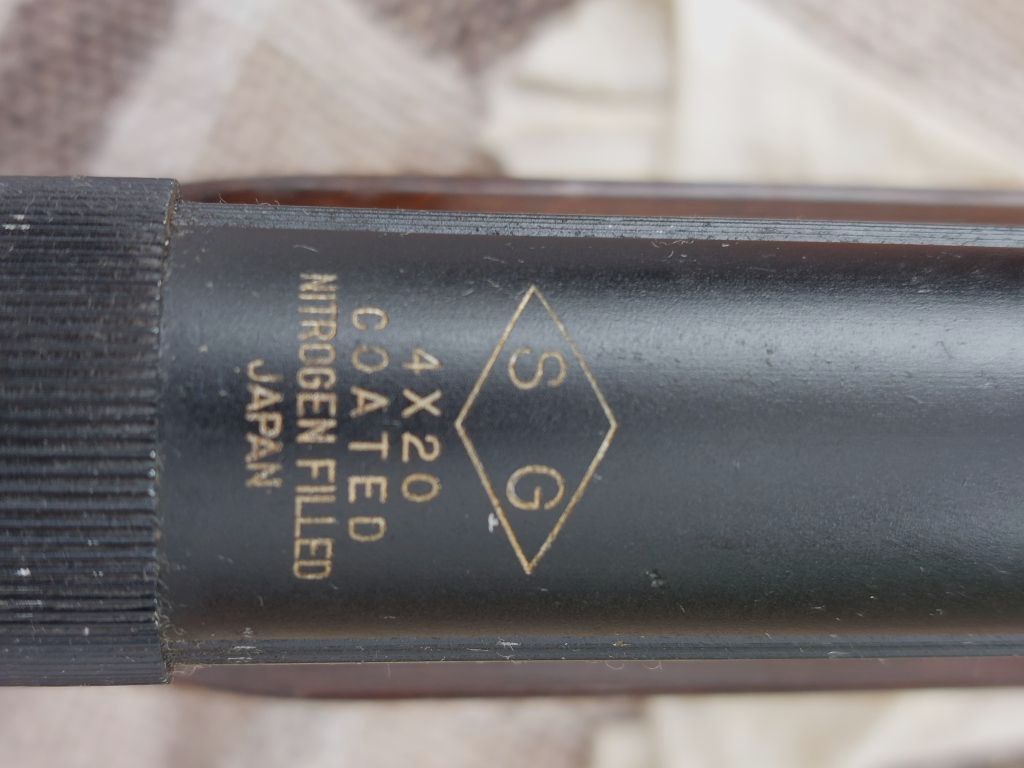 S G
4X20
COATED
NITROGEN FILLED
JAPAN